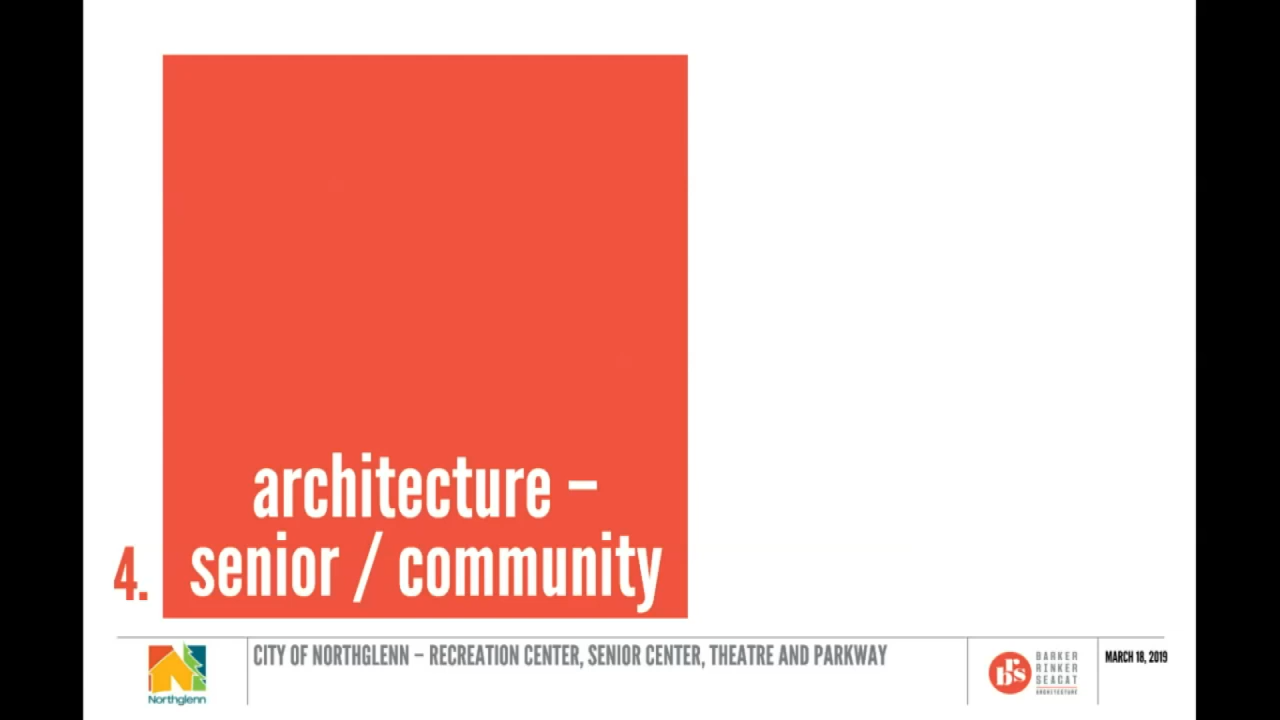 architecture –
4. senior / community
Northglenn
CITY OF NORTHGLENN – RECREATION CENTER, SENIOR CENTER, THEATRE AND PARKWAY
brs
BARKER
RINKER
SEACAT
ARCHITECTURE
MARCH 18, 2019